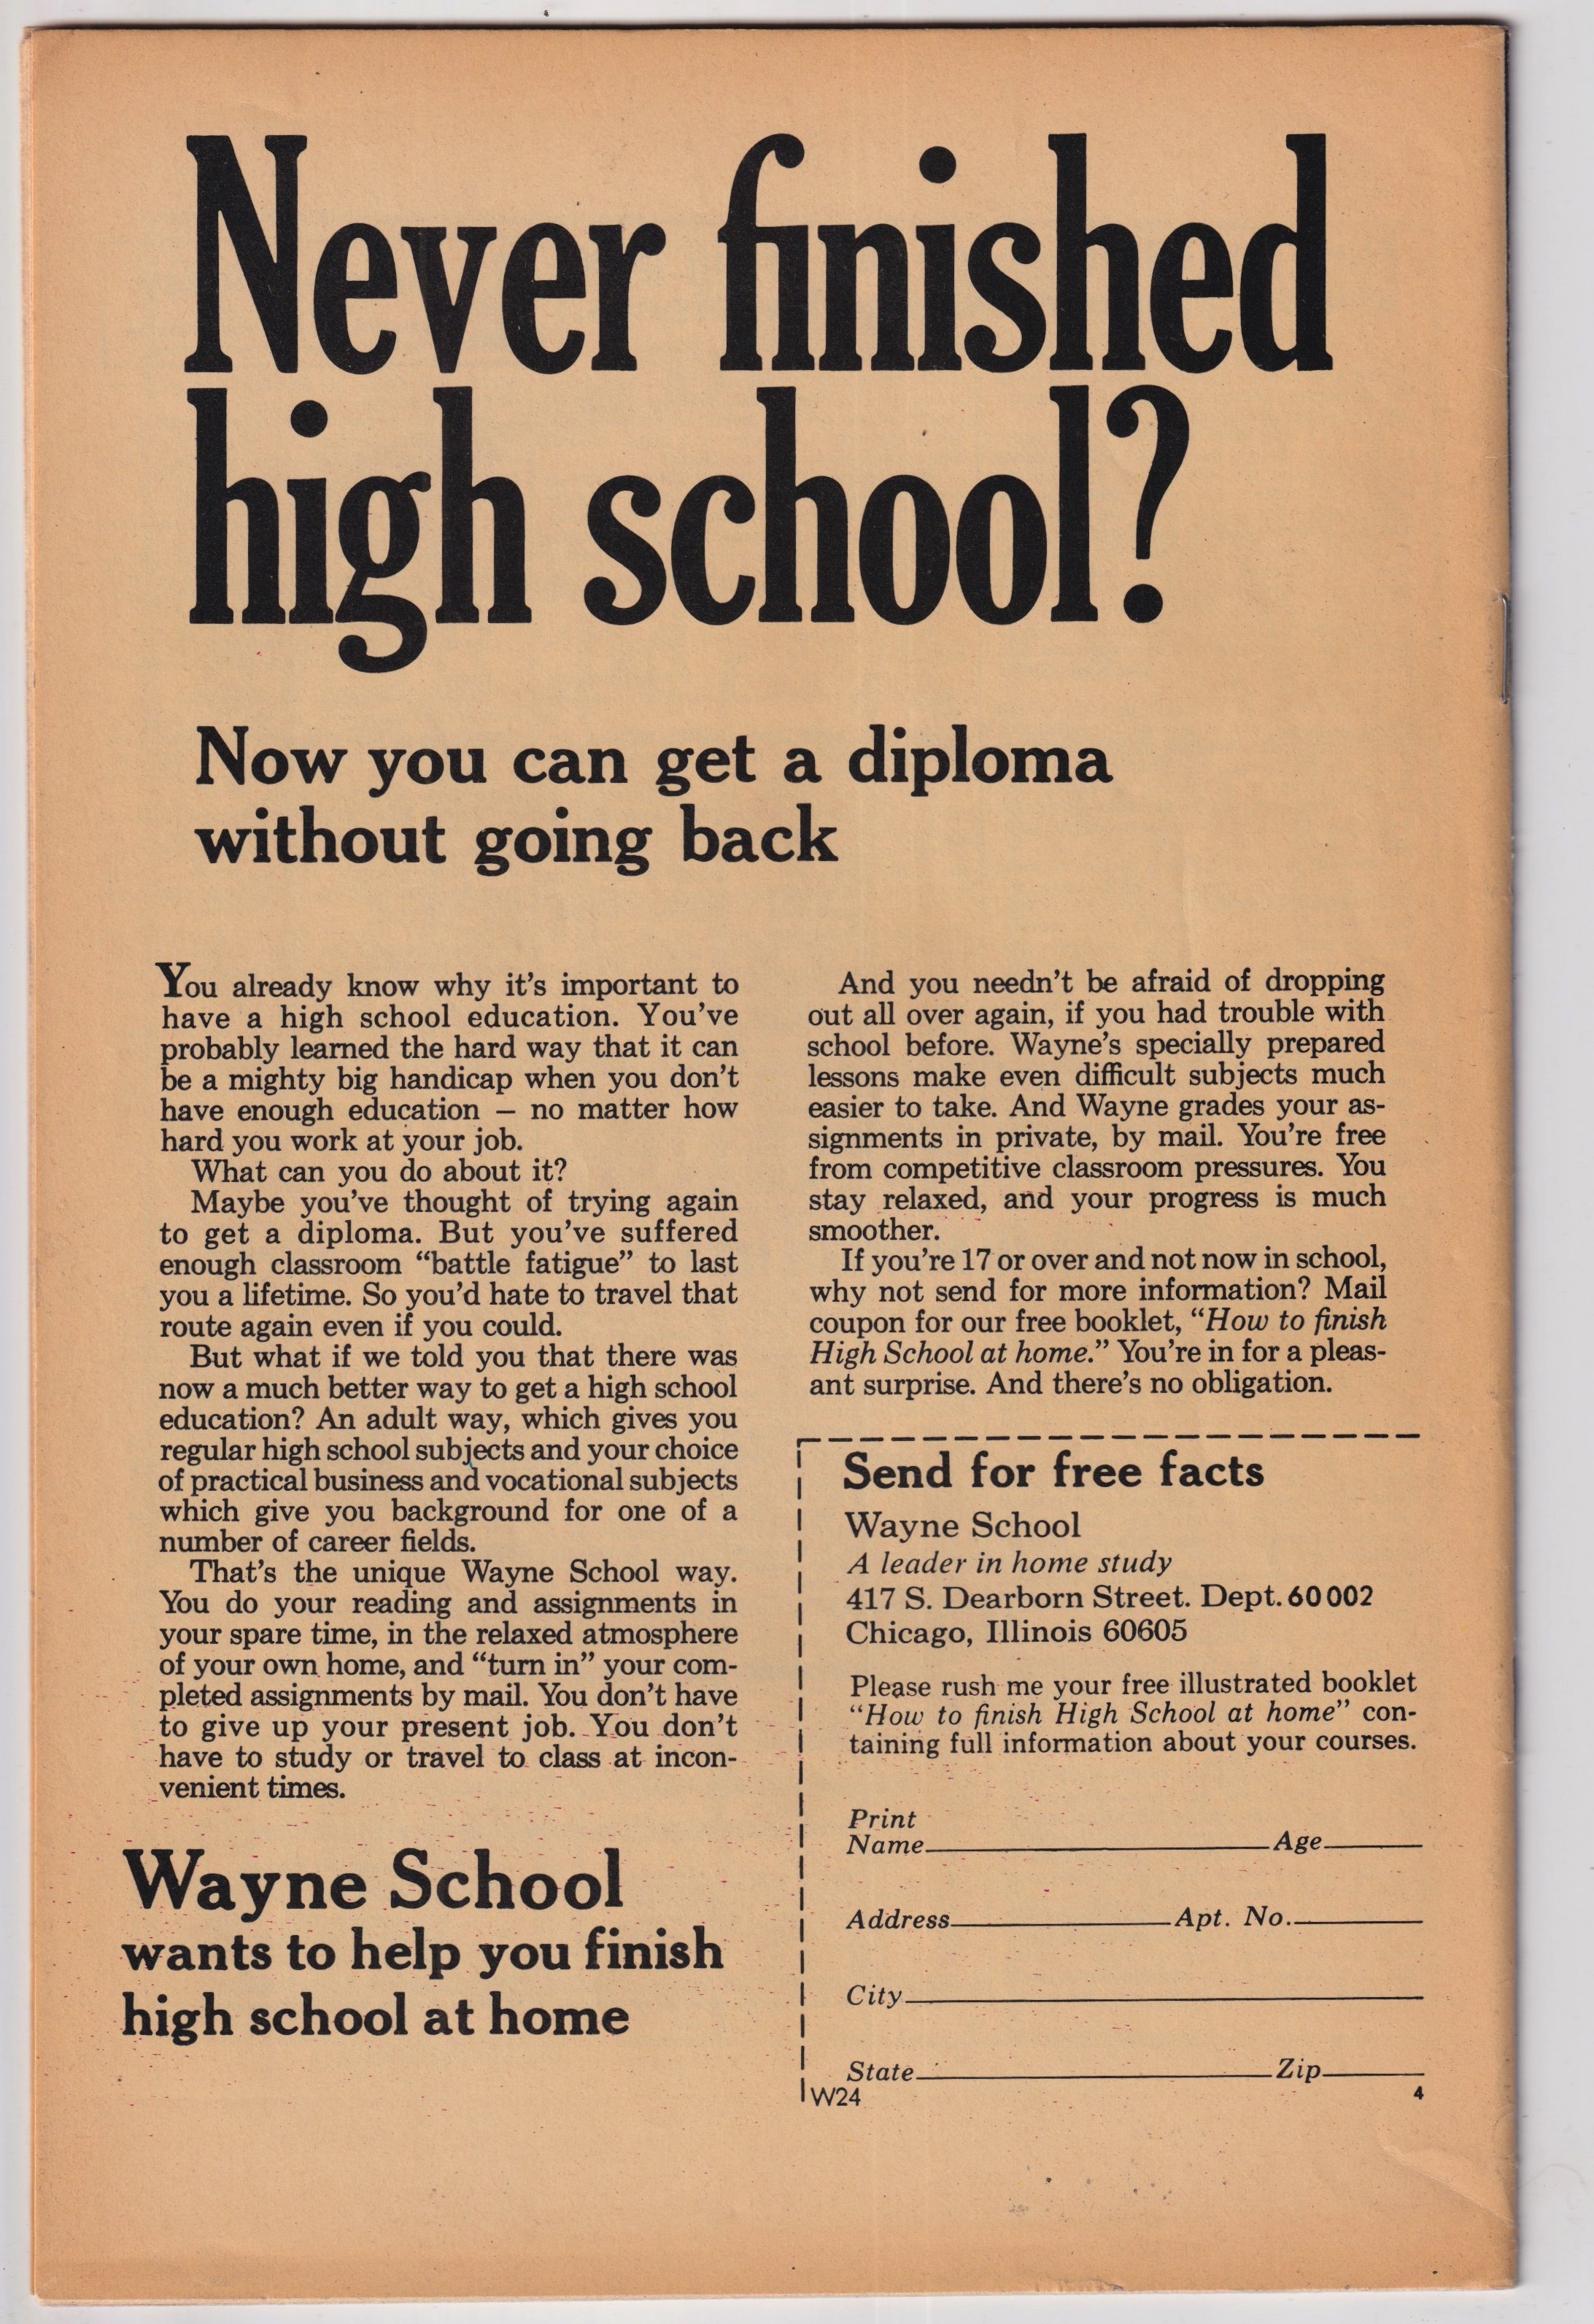 Never finished
high school?
Now you can get a diploma
without going back
You already know why it's important to
have a high school education. You've
probably learned the hard way that it can
be a mighty big handicap when you don't
have enough education – no matter how
hard you work at your job.
What can you do about it?
Maybe you've thought of trying again
to get a diploma. But you've suffered
enough classroom “battle fatigue” to last
you a lifetime. So you'd hate to travel that
route again even if you could.
But what if we told you that there was
now a much better way to get a high school
education? An adult way, which gives you
regular high school subjects and your choice
of practical business and vocational subjects
which give you background for one of a
number of career fields.
That's the unique Wayne School way.
You do your reading and assignments in
your spare time, in the relaxed atmosphere
of your own home, and “turn in” your com-
pleted assignments by mail. You don't have
to give up your present job. You don't
have to study or travel to class at incon-
venient times.
Wayne School
wants to help you finish
high school at home
And you needn't be afraid of dropping
out all over again, if you had trouble with
school before. Wayne's specially prepared
lessons make even difficult subjects much
easier to take. And Wayne grades your as-
signments in private, by mail. You're free
from competitive classroom pressures. You
stay relaxed, and your progress is much
smoother.
If you're 17 or over and not now in school,
why not send for more information? Mail
coupon for our free booklet, “How to finish
High School at home.” You're in for a pleas-
ant surprise. And there's no obligation.
Send for free facts
Wayne School
A leader in home study
417 S. Dearborn Street. Dept. 60 002
Chicago, Illinois 60605
Please rush me your free illustrated booklet
“How to finish High School at home” con-
taining full information about your courses.
Print
Name Age
Address Apt. No.
City
State Zip
W24 4